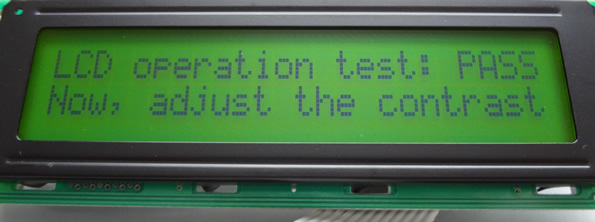 LCD operation test: PASS
Now, adjust the contrast